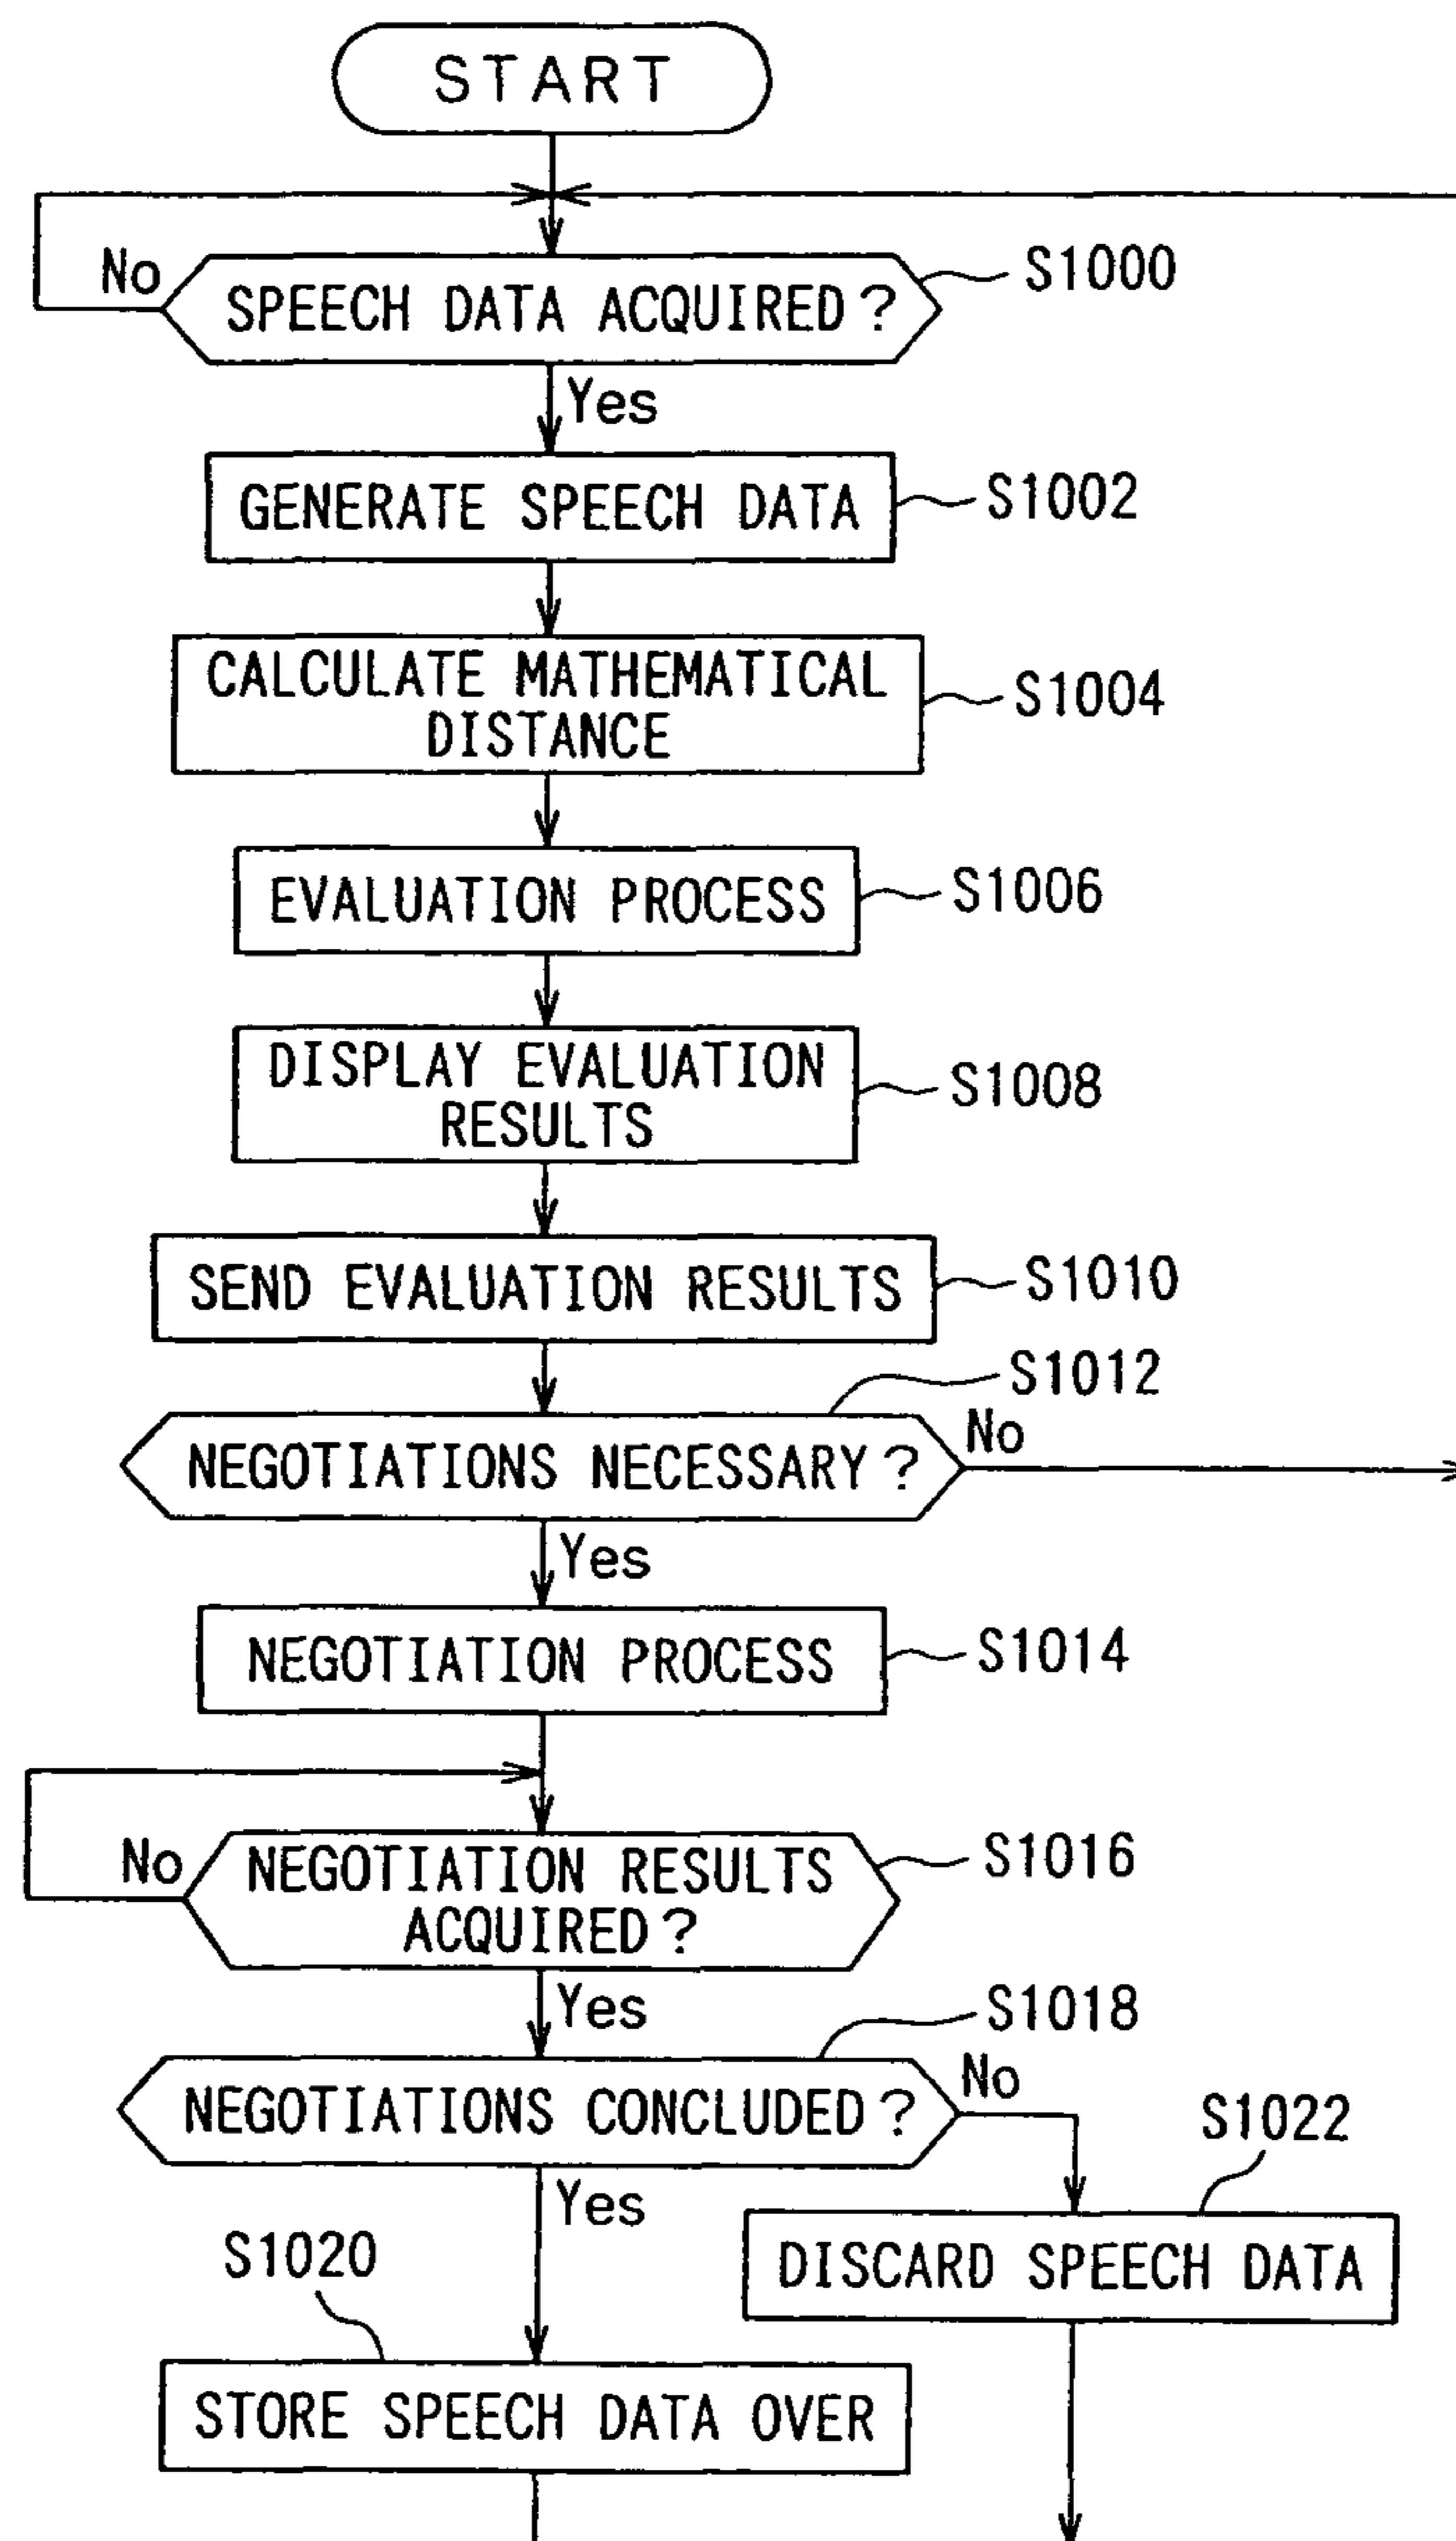 START
No
SPEECH DATA ACQUIRED?
S1000
Yes
GENERATE SPEECH DATA
S1002
CALCULATE MATHEMATICAL
DISTANCE
S1004
EVALUATION PROCESS
S1006
DISPLAY EVALUATION
RESULTS
S1008
SEND EVALUATION RESULTS
S1010
S1012
NEGOTIATIONS NECESSARY?
No
Yes
NEGOTIATION PROCESS
S1014
No
NEGOTIATION RESULTS
ACQUIRED?
S1016
Yes
S1018
NEGOTIATIONS CONCLUDED?
No
S1022
Yes
DISCARD SPEECH DATA
S1020
STORE SPEECH DATA OVER